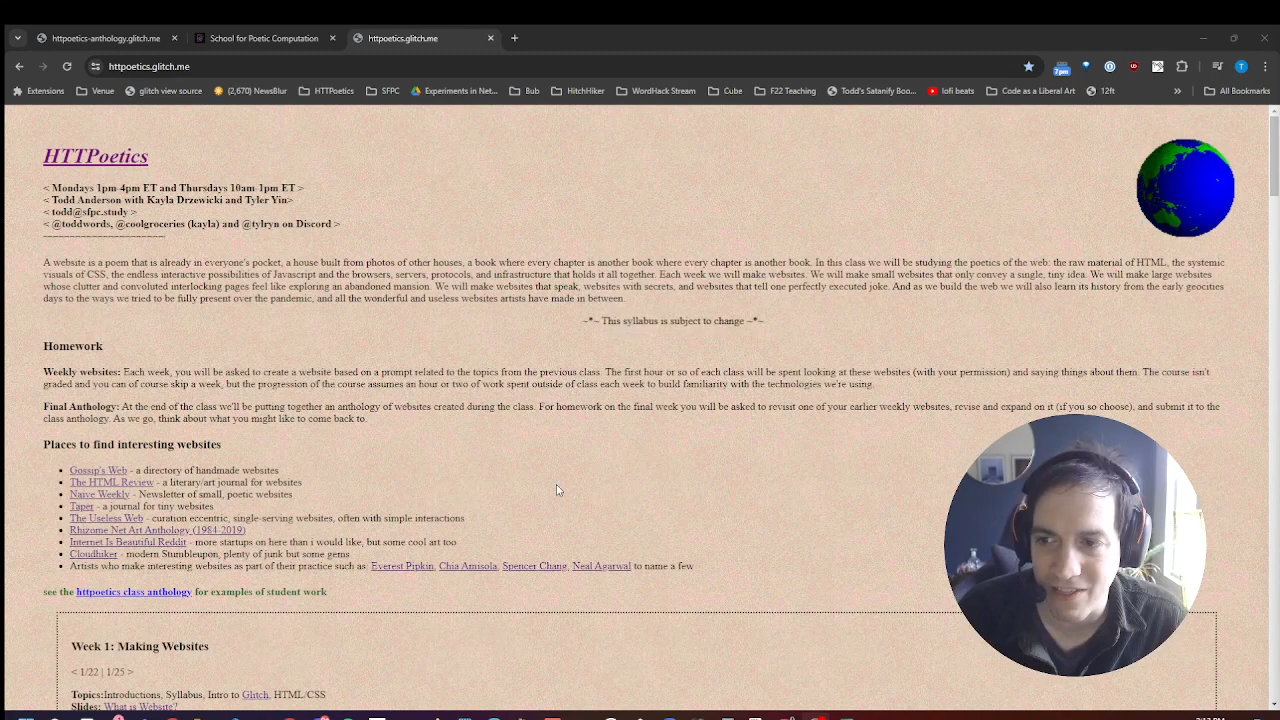 httpoetics-anthology.glitch.me
School for Poetic Computation
httpoetics.glitch.me
httpoetics.glitch.me
7pm
T
Extensions
Venue
glitch view source
(2,670) NewsBlur
HTTPoetics
SFPC
Experiments in Net...
Bub
HitchHiker
WordHack Stream
Cube
F22 Teaching
Todd's Satanify Boo...
lofi beats
Code as a Liberal Art
12ft
All Bookmarks
HTTPoetics
< Mondays 1pm-4pm ET and Thursdays 10am-1pm ET >
< Todd Anderson with Kayla Drzewicki and Tyler Yin>
< todd@sfpc.study >
< @toddwords, @coolgroceries (kayla) and @tylryn on Discord >
A website is a poem that is already in everyone's pocket, a house built from photos of other houses, a book where every chapter is another book where every chapter is another book. In this class we will be studying the poetics of the web: the raw material of HTML, the systemic
visuals of CSS, the endless interactive possibilities of Javascript and the browsers, servers, protocols, and infrastructure that holds it all together. Each week we will make websites. We will make small websites that only convey a single, tiny idea. We will make large websites
whose clutter and convoluted interlocking pages feel like exploring an abandoned mansion. We will make websites that speak, websites with secrets, and websites that tell one perfectly executed joke. And as we build the web we will also learn its history from the early geocities
days to the ways we tried to be fully present over the pandemic, and all the wonderful and useless websites artists have made in between.
~*~ This syllabus is subject to change ~*~
Homework
Weekly websites: Each week, you will be asked to create a website based on a prompt related to the topics from the previous class. The first hour or so of each class will be spent looking at these websites (with your permission) and saying things about them. The course isn't
graded and you can of course skip a week, but the progression of the course assumes an hour or two of work spent outside of class each week to build familiarity with the technologies we're using.
Final Anthology: At the end of the class we'll be putting together an anthology of websites created during the class. For homework on the final week you will be asked to revisit one of your earlier weekly websites, revise and expand on it (if you so choose), and submit it to the
class anthology. As we go, think about what you might like to come back to.
Places to find interesting websites
Gossip's Web - a directory of handmade websites
The HTML Review - a literary/art journal for websites
Naive Weekly - Newsletter of small, poetic websites
Taper - a journal for tiny websites
The Useless Web - curation eccentric, single-serving websites, often with simple interactions
Rhizome Net Art Anthology (1984-2019)
Internet Is Beautiful Reddit - more startups on here than i would like, but some cool art too
Cloudhiker - modern Stumbleupon, plenty of junk but some gems
Artists who make interesting websites as part of their practice such as: Everest Pipkin, Chia Amisola, Spencer Chang, Neal Agarwal to name a few
see the httpoetics class anthology for examples of student work
Week 1: Making Websites
< 1/22 | 1/25 >
Topics:Introductions, Syllabus, Intro to Glitch, HTML/CSS
Slides: What is Website?